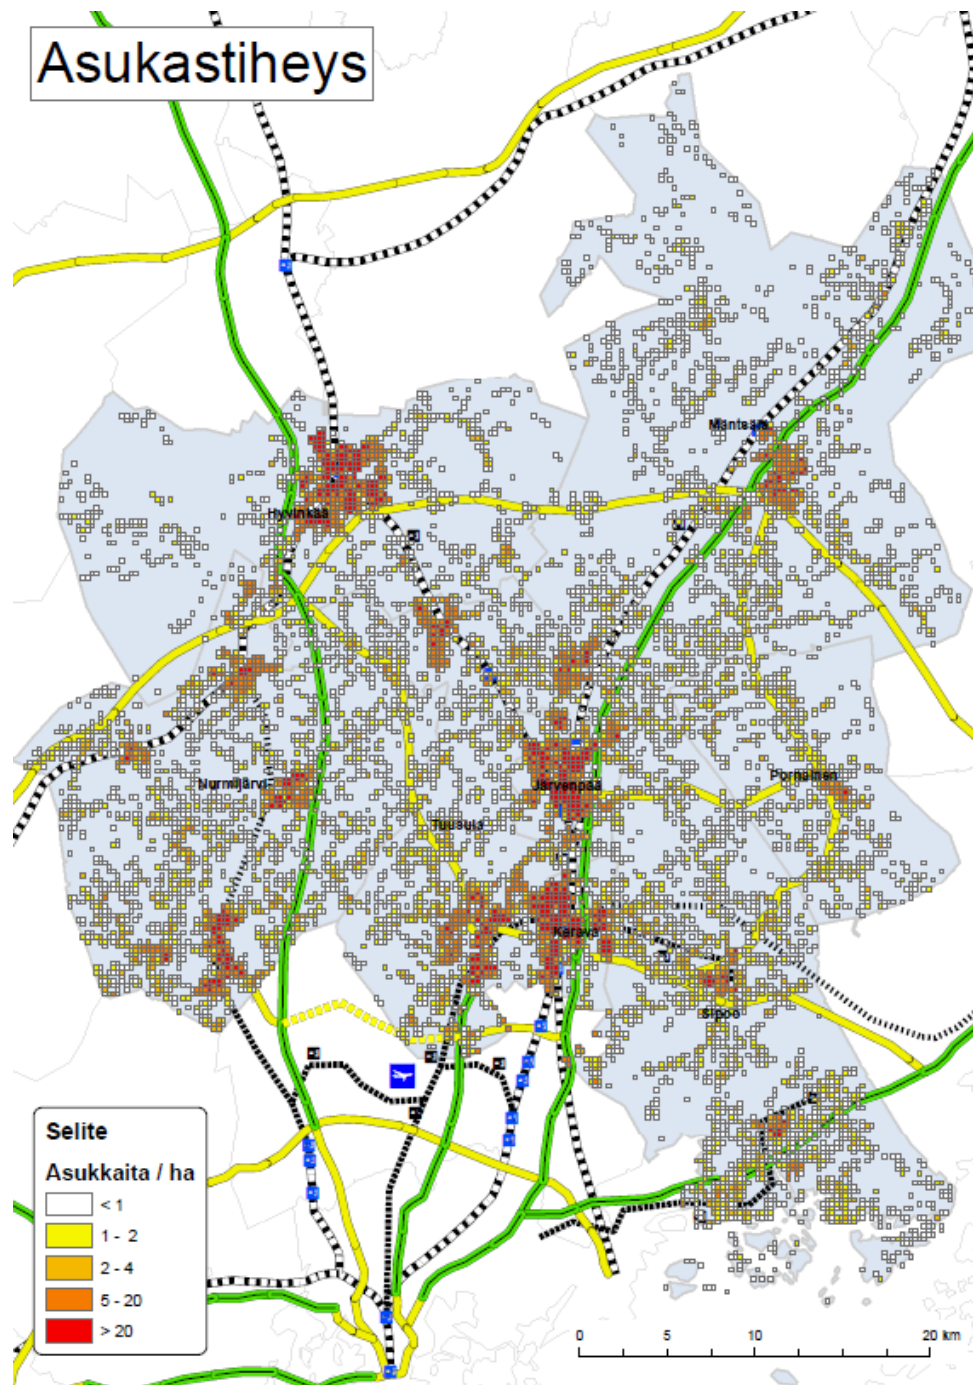 Asukastiheys
Mäntsälä
Hyvinkää
Nurmijärvi
Järvenpää
Pornainen
Tuusula
Kerava
Sipoo
Selite
Asukkaita / ha
< 1
1 - 2
2 - 4
5 - 20
> 20
0 5 10 20 km